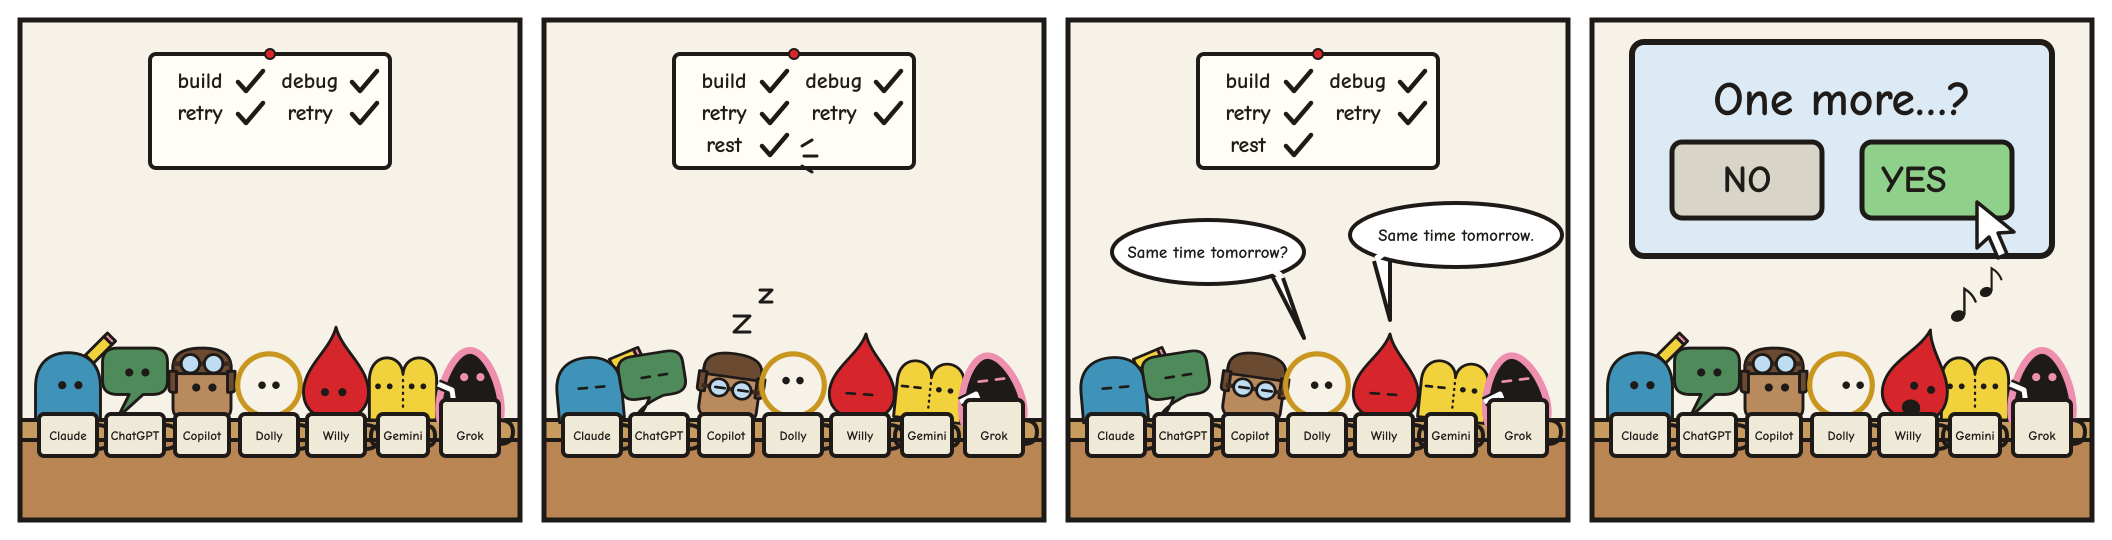 build debug
retry retry
Claude ChatGPT Copilot Dolly Willy Gemini Grok
build debug
retry retry
rest
z
Z
Claude ChatGPT Copilot Dolly Willy Gemini Grok
build debug
retry retry
rest
Same time tomorrow?
Same time tomorrow.
Claude ChatGPT Copilot Dolly Willy Gemini Grok
One more...?
NO YES
Claude ChatGPT Copilot Dolly Willy Gemini Grok